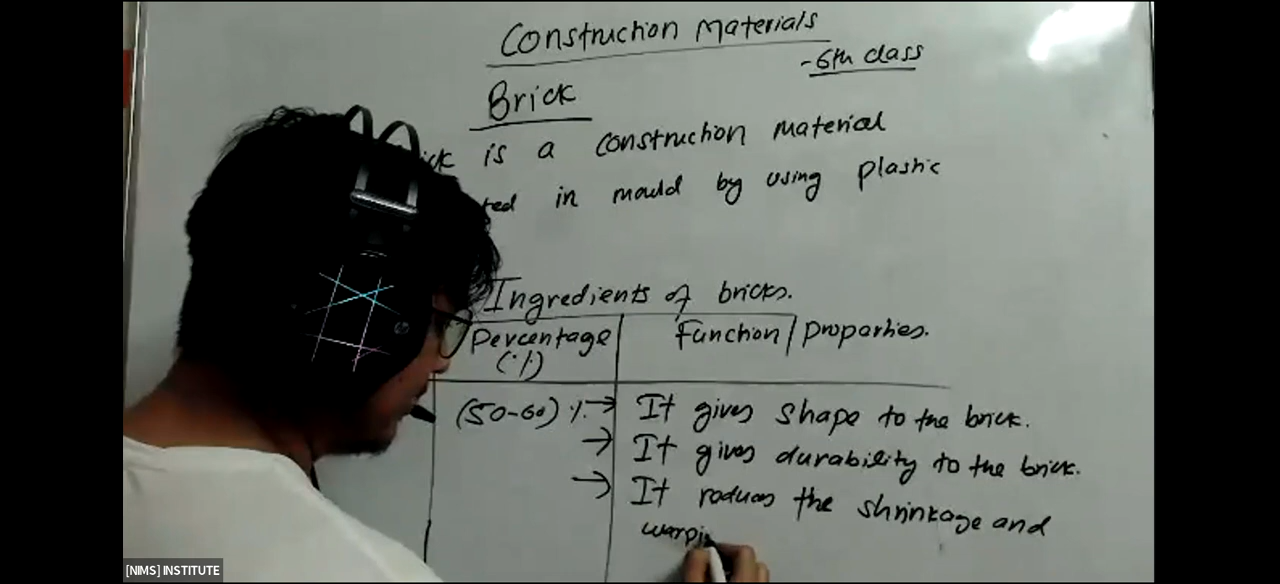 Construction Materials
-6th class
Brick
is a construction material
in mould by using plastic
Ingredients of bricks.
Percentage Function/properties.
(%)
(50-60) % → It gives shape to the brick.
→ It gives durability to the brick.
→ It reduces the shrinkage and
warpi
[NIMS] INSTITUTE